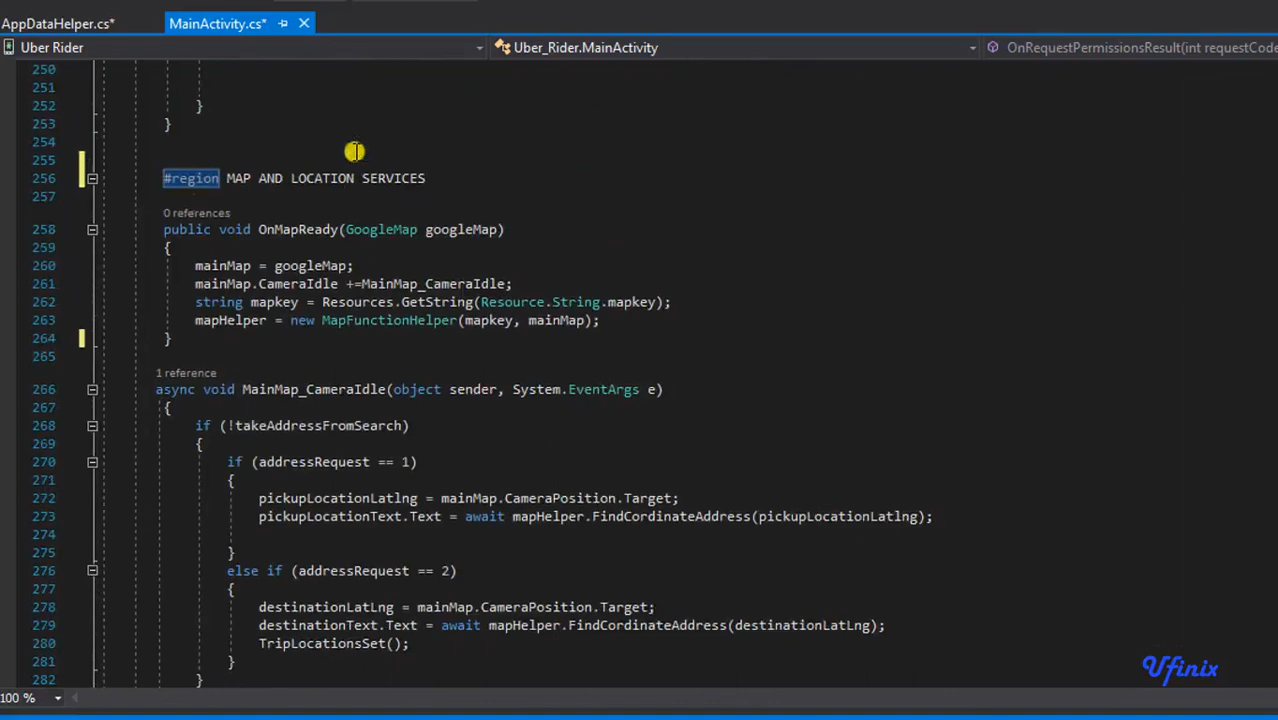 AppDataHelper.cs*
MainActivity.cs*
Uber Rider
Uber_Rider.MainActivity
OnRequestPermissionsResult(int requestCode
250
251
252 }
253 }
254
255
256 #region MAP AND LOCATION SERVICES
257
0 references
258 public void OnMapReady(GoogleMap googleMap)
259 {
260 mainMap = googleMap;
261 mainMap.CameraIdle +=MainMap_CameraIdle;
262 string mapkey = Resources.GetString(Resource.String.mapkey);
263 mapHelper = new MapFunctionHelper(mapkey, mainMap);
264 }
265
1 reference
266 async void MainMap_CameraIdle(object sender, System.EventArgs e)
267 {
268 if (!takeAddressFromSearch)
269 {
270 if (addressRequest == 1)
271 {
272 pickupLocationLatlng = mainMap.CameraPosition.Target;
273 pickupLocationText.Text = await mapHelper.FindCordinateAddress(pickupLocationLatlng);
274
275 }
276 else if (addressRequest == 2)
277 {
278 destinationLatLng = mainMap.CameraPosition.Target;
279 destinationText.Text = await mapHelper.FindCordinateAddress(destinationLatLng);
280 TripLocationsSet();
281 }
282 }
Ufinix
100 %